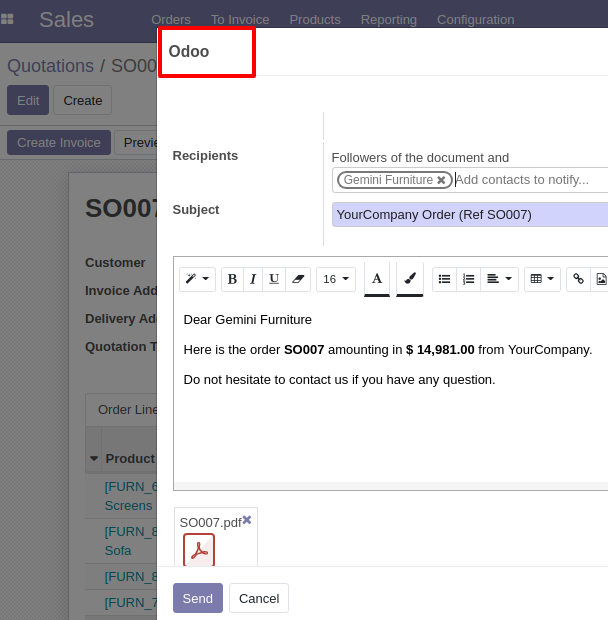 Sales Orders To Invoice Products Reporting Configuration
Quotations / SO00
Odoo
Edit Create
Create Invoice Previe
Recipients
Followers of the document and
Gemini Furniture Add contacts to notify...
Subject YourCompany Order (Ref SO007)
SO007
Customer
Invoice Add
Delivery Ad
Quotation T
B I U 16 A
Dear Gemini Furniture
Here is the order SO007 amounting in $ 14,981.00 from YourCompany.
Do not hesitate to contact us if you have any question.
Order Line
Product
[FURN_6
Screens
[FURN_8
Sofa
[FURN_8
[FURN_7
SO007.pdf
Send Cancel